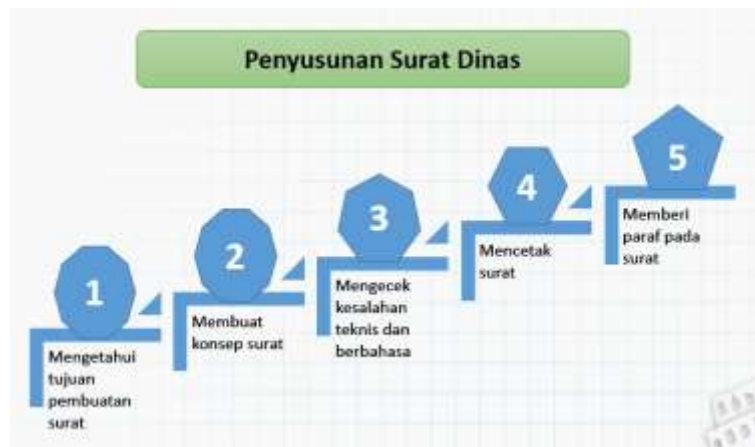 Penyusunan Surat Dinas
1
Mengetahui
tujuan
pembuatan
surat
2
Membuat
konsep surat
3
Mengecek
kesalahan
teknis dan
berbahasa
4
Mencetak
surat
5
Memberi
paraf pada
surat